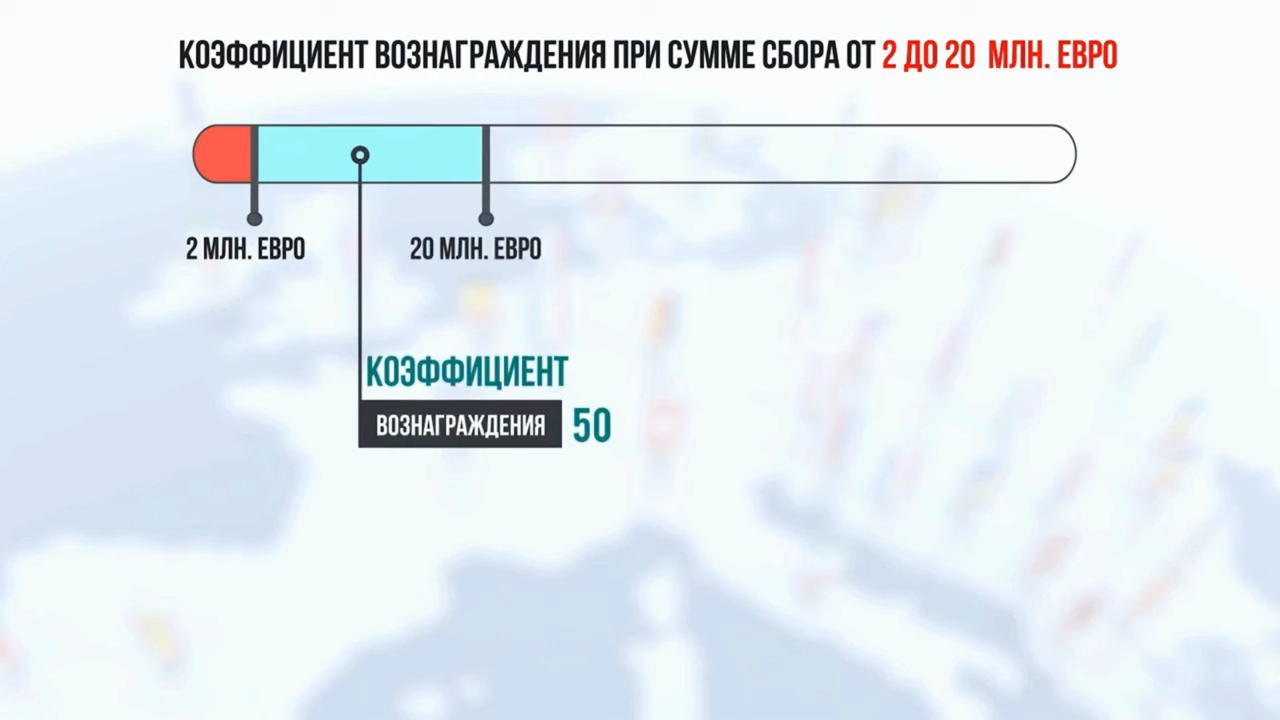 КОЭФФИЦИЕНТ ВОЗНАГРАЖДЕНИЯ ПРИ СУММЕ СБОРА ОТ 2 ДО 20 МЛН. ЕВРО
2 МЛН. ЕВРО
20 МЛН. ЕВРО
КОЭФФИЦИЕНТ
ВОЗНАГРАЖДЕНИЯ 50